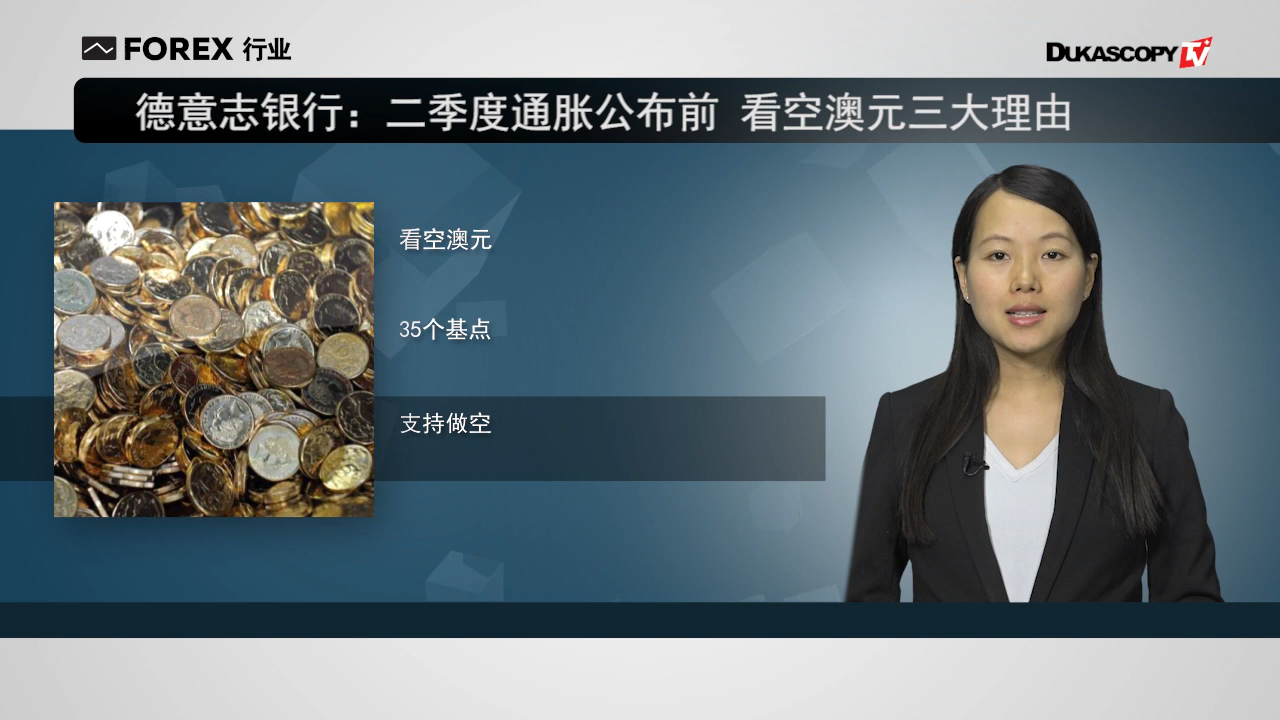 FOREX 行业
DUKASCOPY TV
德意志银行：二季度通胀公布前 看空澳元三大理由
看空澳元
35个基点
支持做空